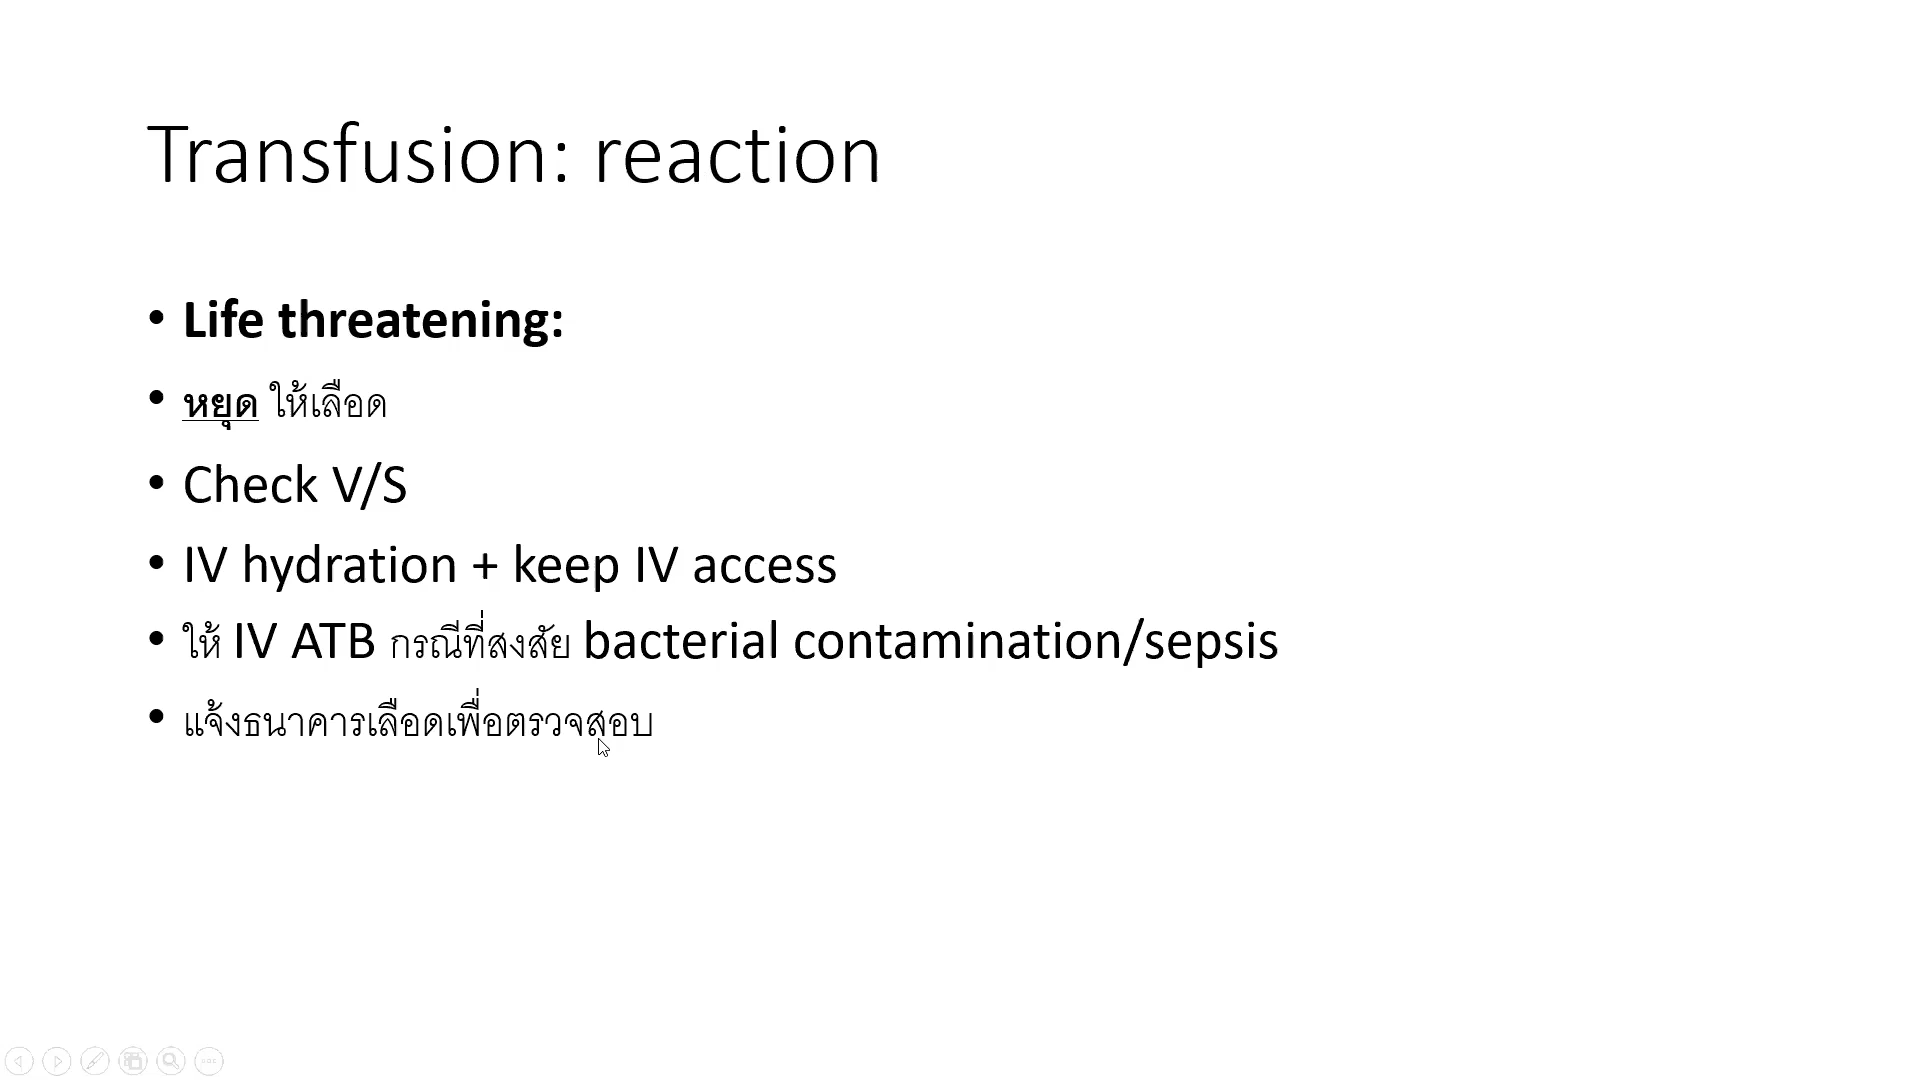 Transfusion: reaction
• Life threatening:
• หยุด ให้เลือด
• Check V/S
• IV hydration + keep IV access
• ให้ IV ATB กรณีที่สงสัย bacterial contamination/sepsis
• แจ้งธนาคารเลือดเพื่อตรวจสอบ